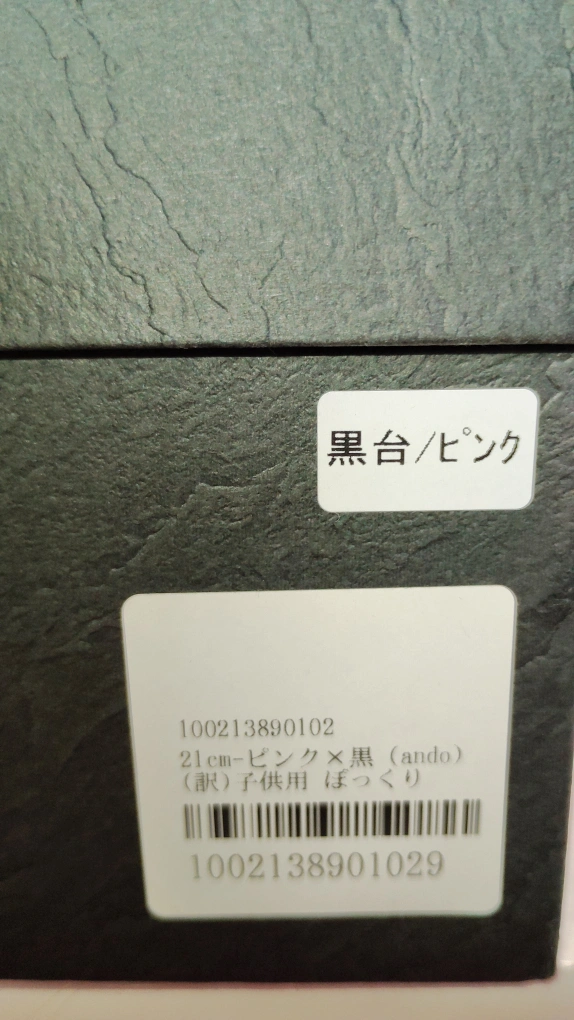 黒台/ピンク
100213890102
21cm-ピンク×黒 (ando)
(訳)子供用 ぽっくり
1002138901029